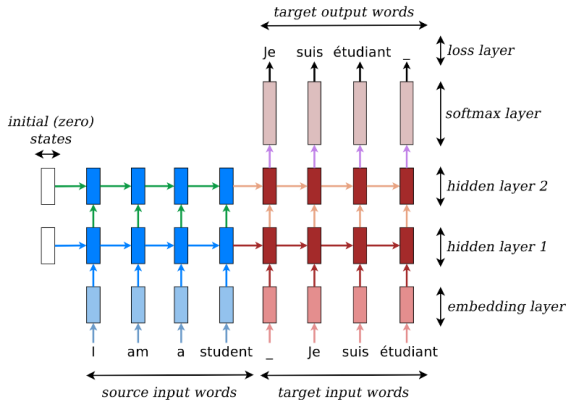 target output words
Je suis étudiant _
loss layer
softmax layer
initial (zero)
states
hidden layer 2
hidden layer 1
embedding layer
I am a student _ Je suis étudiant
source input words target input words